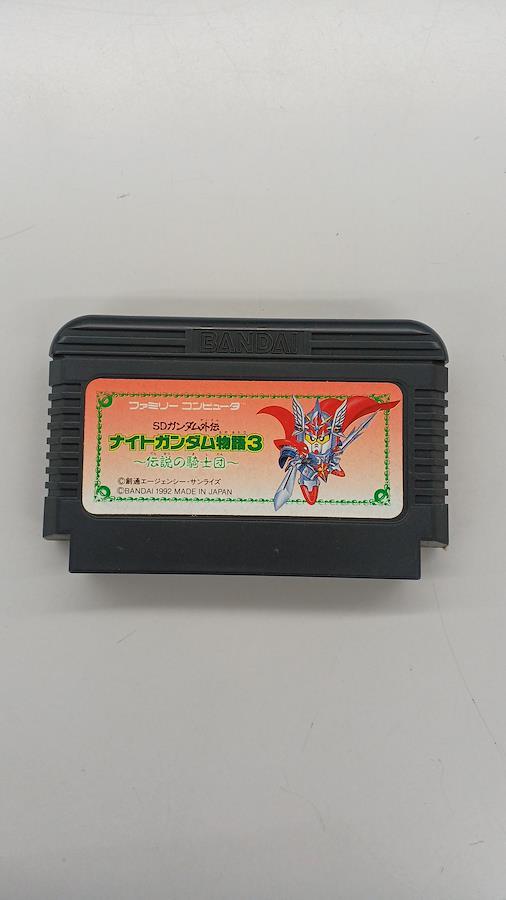 BANDAI
ファミリー コンピュータ
SDガンダム外伝
ナイトガンダム物語3
～伝説の騎士団～
©創通エージェンシー・サンライズ
©BANDAI 1992 MADE IN JAPAN